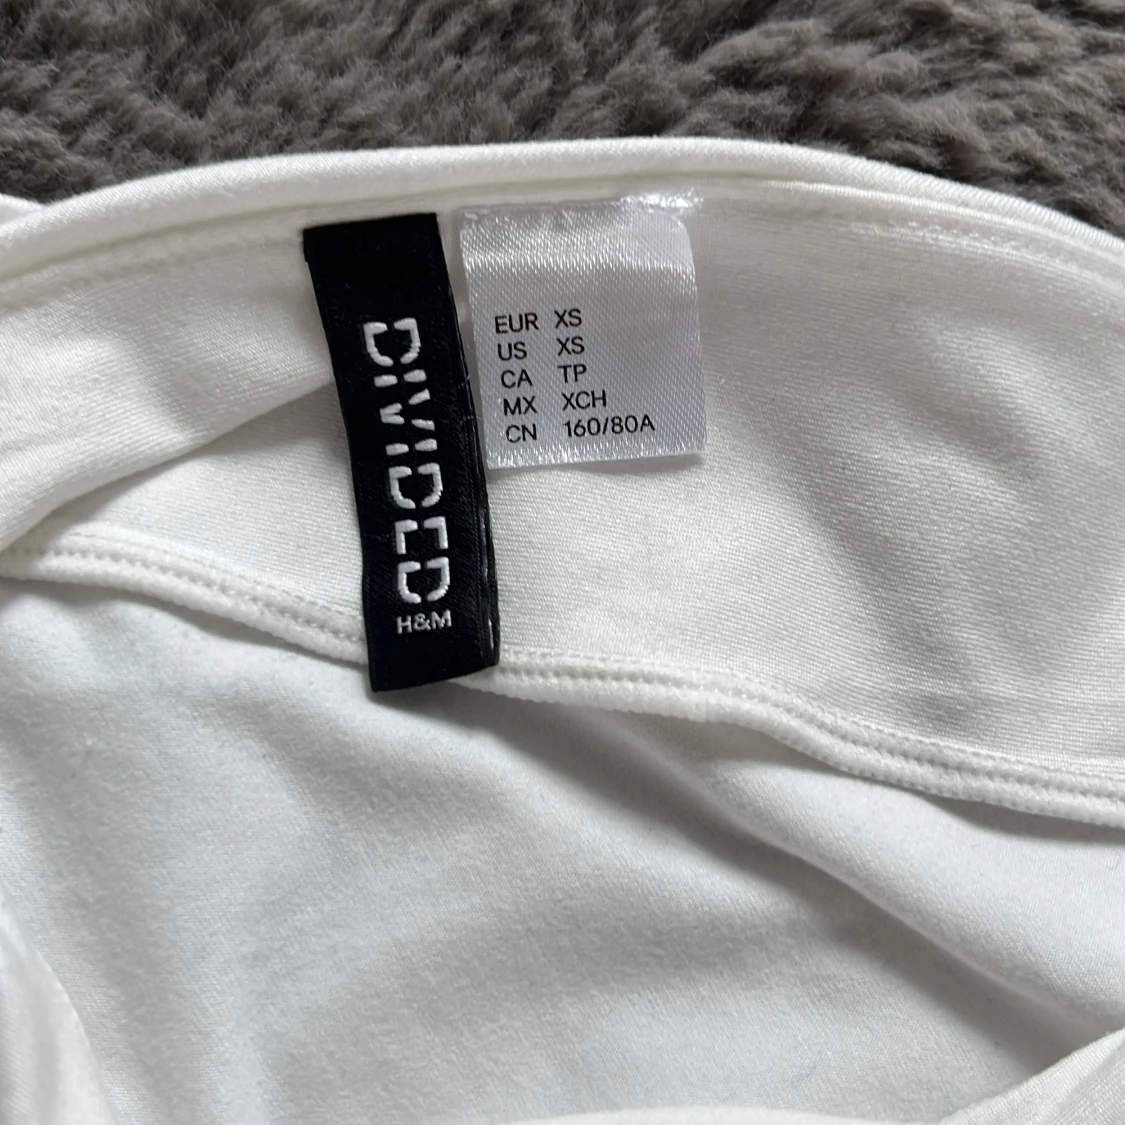 DIVIDED
H&M
EUR XS
US XS
CA TP
MX XCH
CN 160/80A